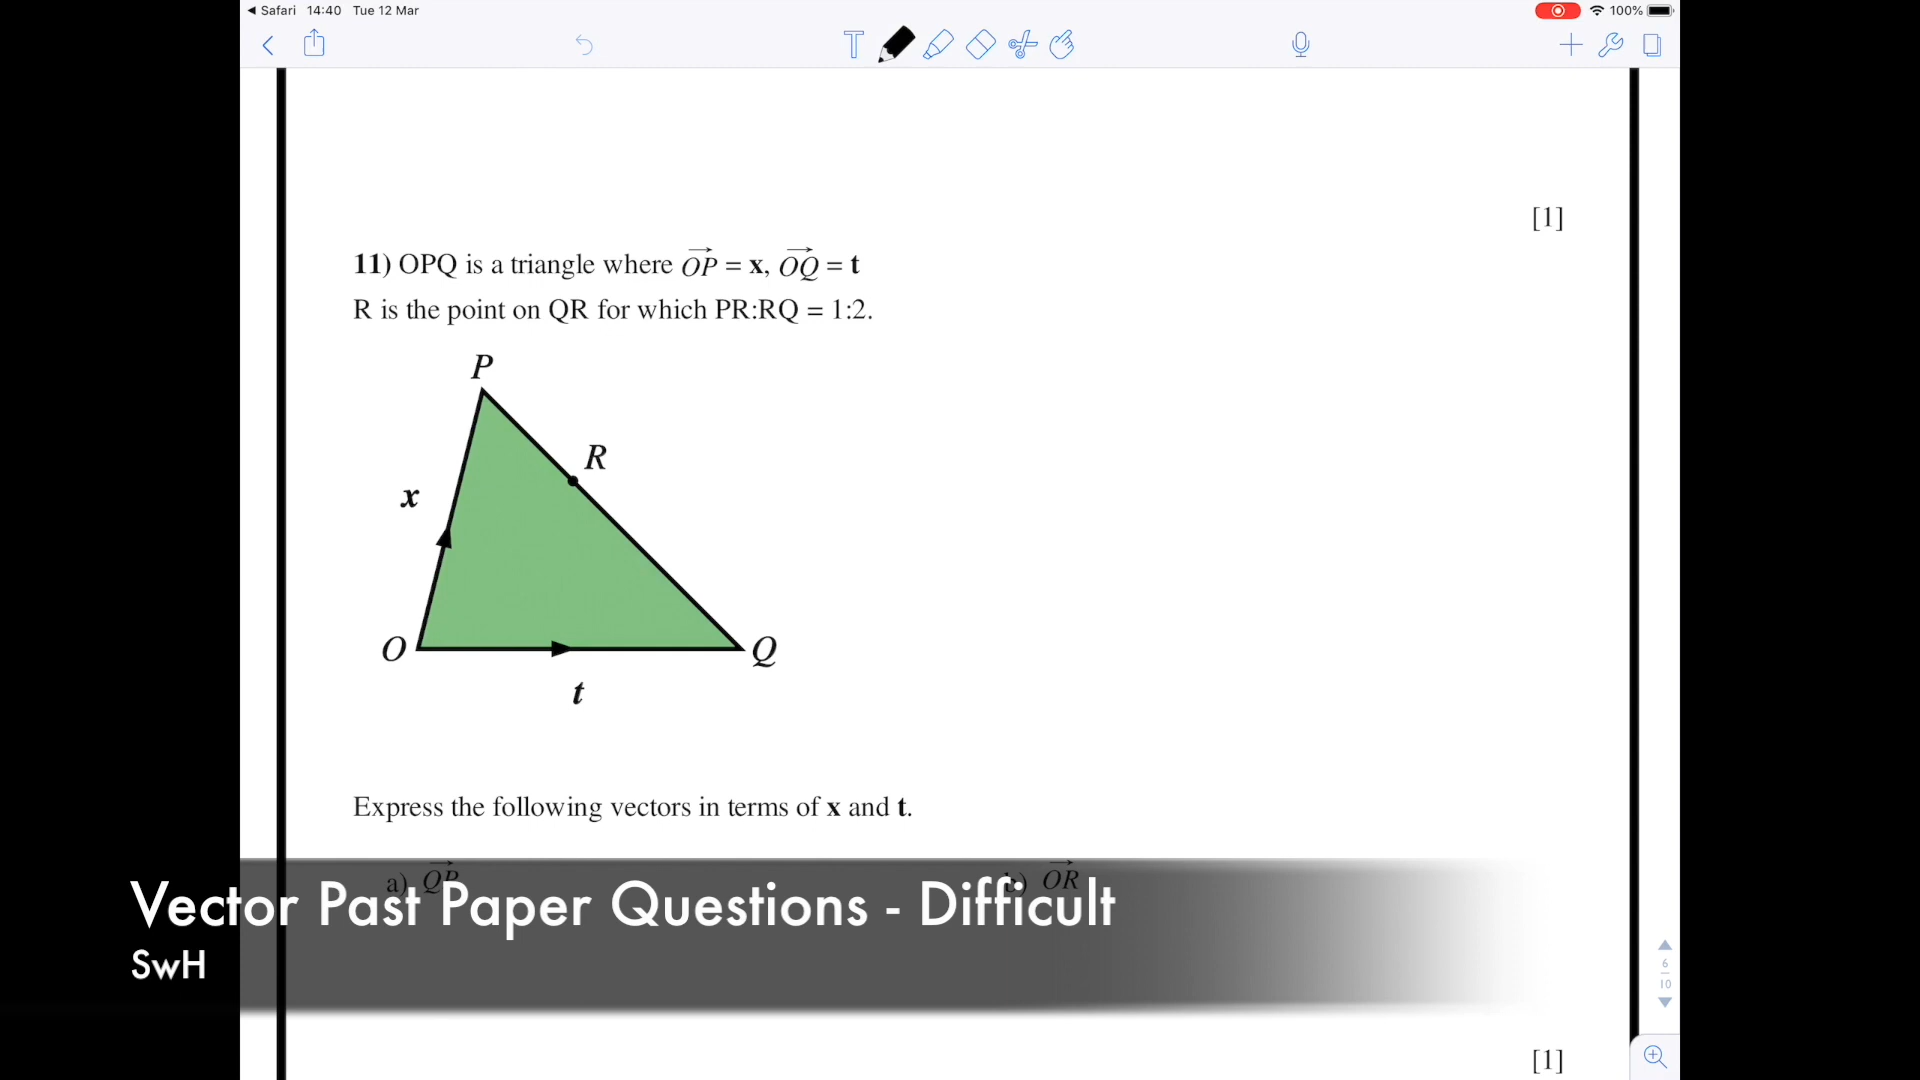 Safari 14:40 Tue 12 Mar
100%
T
[1]
11) OPQ is a triangle where OP = x, OQ = t
R is the point on QR for which PR:RQ = 1:2.
P
R
x
O
Q
t
Express the following vectors in terms of x and t.
a) QP
b) OR
Vector Past Paper Questions - Difficult
SwH
6
10
[1]